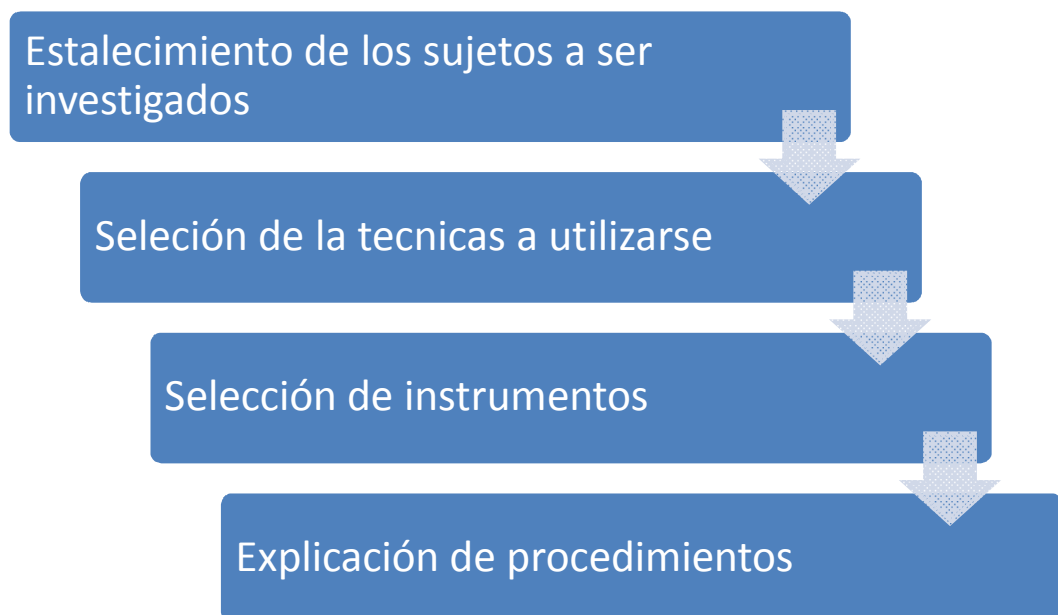 Estalecimiento de los sujetos a ser
investigados
Seleción de la tecnicas a utilizarse
Selección de instrumentos
Explicación de procedimientos